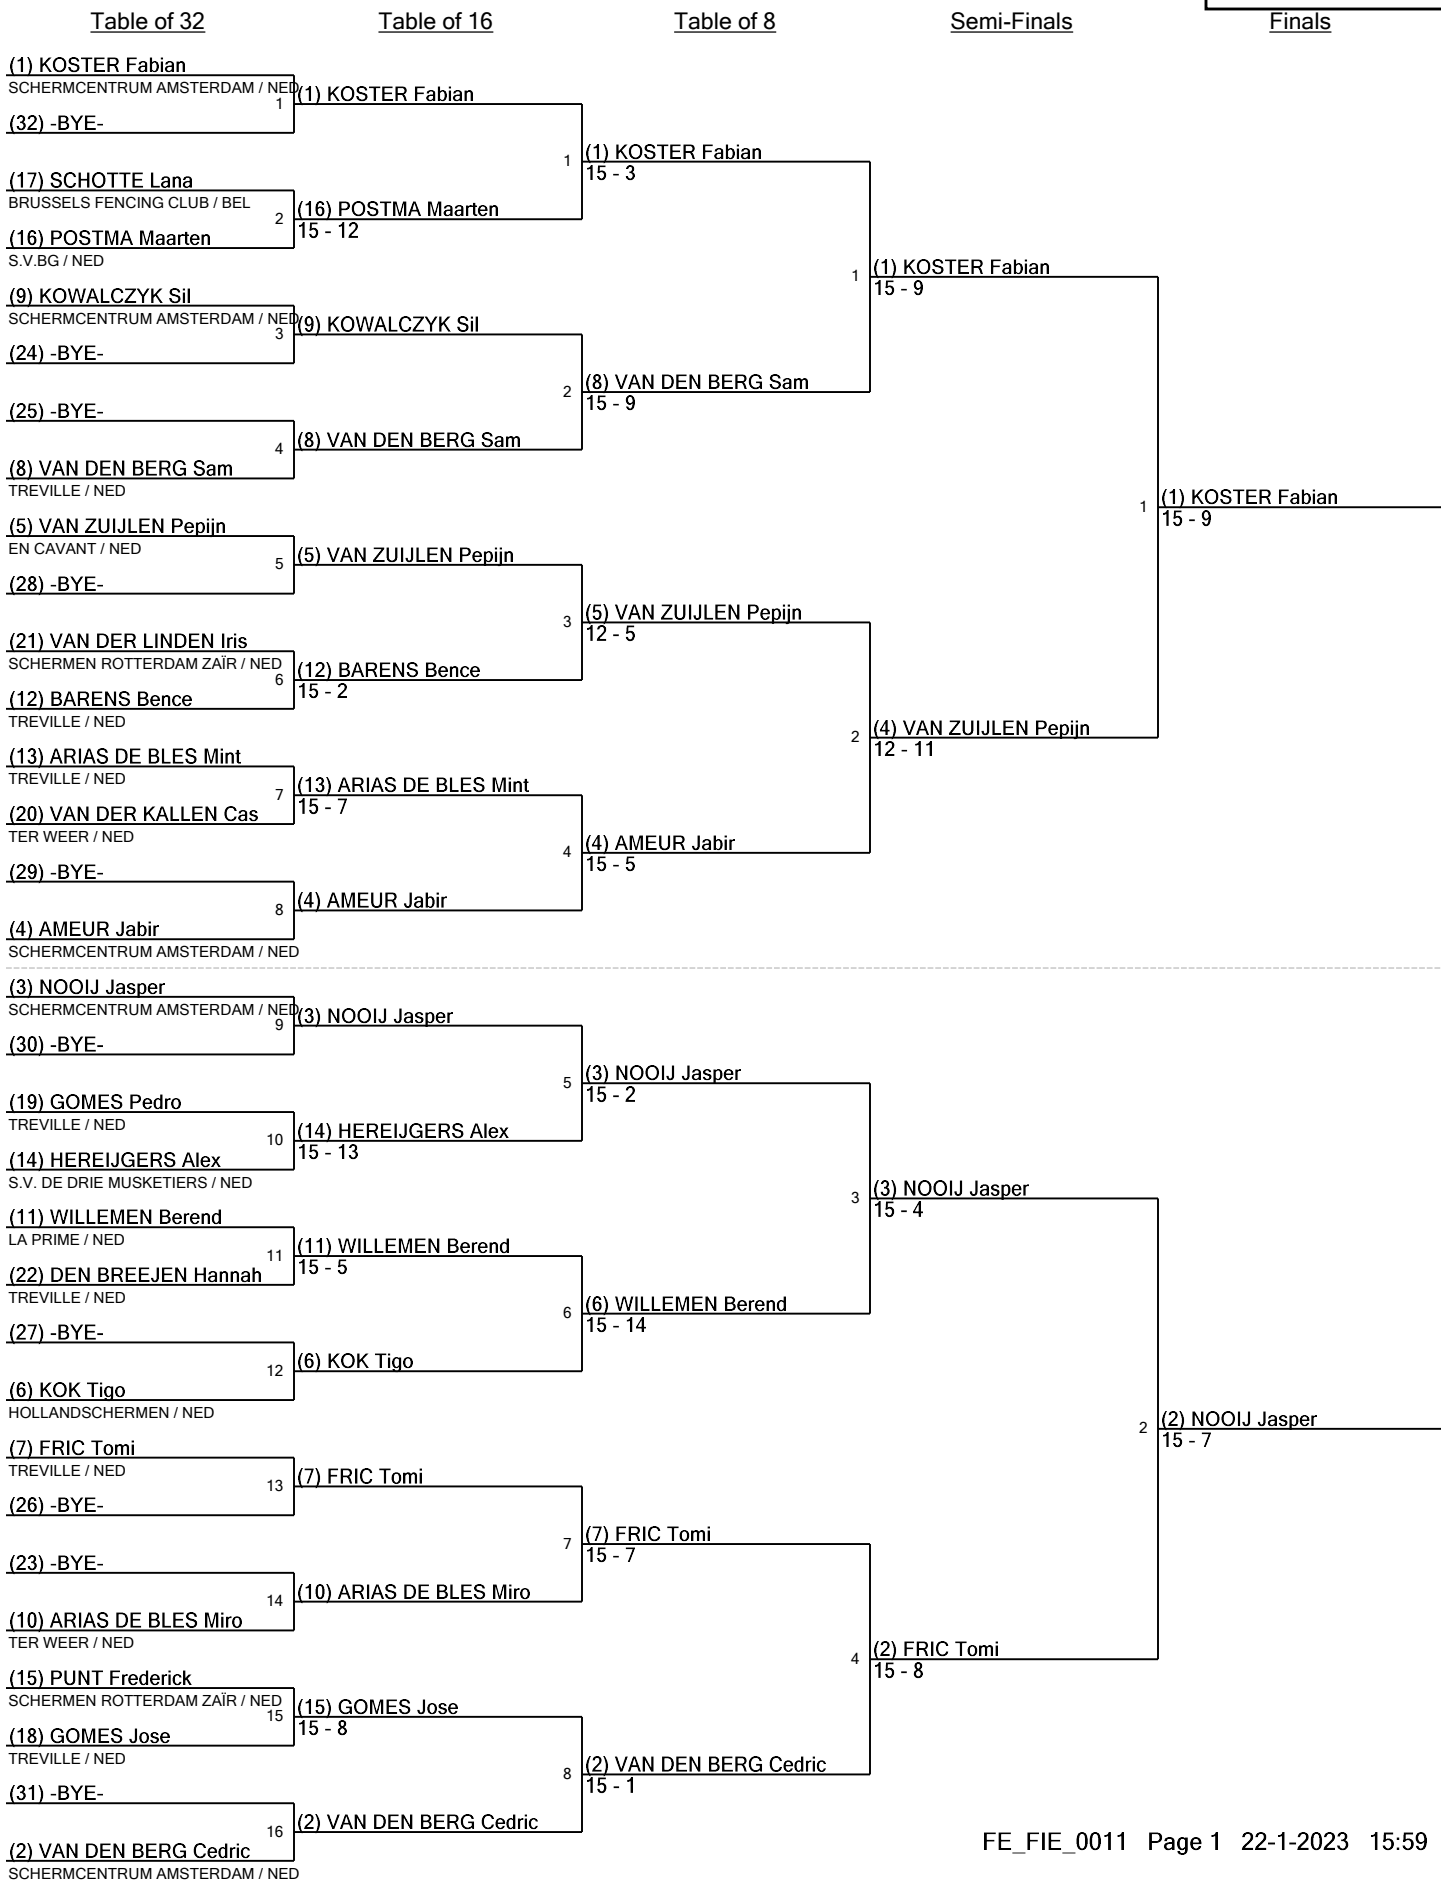 Table of 32
Table of 16
Table of 8
Semi-Finals
Finals
(1) KOSTER Fabian
SCHERMCENTRUM AMSTERDAM / NED
1
(32) -BYE-
(17) SCHOTTE Lana
BRUSSELS FENCING CLUB / BEL
2
(16) POSTMA Maarten
S.V.BG / NED
(9) KOWALCZYK Sil
SCHERMCENTRUM AMSTERDAM / NED
3
(24) -BYE-
(25) -BYE-
4
(8) VAN DEN BERG Sam
TREVILLE / NED
(5) VAN ZUIJLEN Pepijn
EN CAVANT / NED
5
(28) -BYE-
(21) VAN DER LINDEN Iris
SCHERMEN ROTTERDAM ZAÏR / NED
6
(12) BARENS Bence
TREVILLE / NED
(13) ARIAS DE BLES Mint
TREVILLE / NED
7
(20) VAN DER KALLEN Cas
TER WEER / NED
(29) -BYE-
8
(4) AMEUR Jabir
SCHERMCENTRUM AMSTERDAM / NED
(3) NOOIJ Jasper
SCHERMCENTRUM AMSTERDAM / NED
9
(30) -BYE-
(19) GOMES Pedro
TREVILLE / NED
10
(14) HEREIJGERS Alex
S.V. DE DRIE MUSKETIERS / NED
(11) WILLEMEN Berend
LA PRIME / NED
11
(22) DEN BREEJEN Hannah
TREVILLE / NED
(27) -BYE-
12
(6) KOK Tigo
HOLLANDSCHERMEN / NED
(7) FRIC Tomi
TREVILLE / NED
13
(26) -BYE-
(23) -BYE-
14
(10) ARIAS DE BLES Miro
TER WEER / NED
(15) PUNT Frederick
SCHERMEN ROTTERDAM ZAÏR / NED
15
(18) GOMES Jose
TREVILLE / NED
(31) -BYE-
16
(2) VAN DEN BERG Cedric
SCHERMCENTRUM AMSTERDAM / NED
(1) KOSTER Fabian
1
(16) POSTMA Maarten
15 - 12
(9) KOWALCZYK Sil
2
(8) VAN DEN BERG Sam
(5) VAN ZUIJLEN Pepijn
3
(12) BARENS Bence
15 - 2
(13) ARIAS DE BLES Mint
15 - 7
4
(4) AMEUR Jabir
(3) NOOIJ Jasper
5
(14) HEREIJGERS Alex
15 - 13
(11) WILLEMEN Berend
15 - 5
6
(6) KOK Tigo
(7) FRIC Tomi
7
(10) ARIAS DE BLES Miro
(15) GOMES Jose
15 - 8
8
(2) VAN DEN BERG Cedric
(1) KOSTER Fabian
15 - 3
1
(8) VAN DEN BERG Sam
15 - 9
(5) VAN ZUIJLEN Pepijn
12 - 5
2
(4) AMEUR Jabir
15 - 5
(3) NOOIJ Jasper
15 - 2
3
(6) WILLEMEN Berend
15 - 14
(7) FRIC Tomi
15 - 7
4
(2) VAN DEN BERG Cedric
15 - 1
(1) KOSTER Fabian
15 - 9
1
(4) VAN ZUIJLEN Pepijn
12 - 11
(3) NOOIJ Jasper
15 - 4
2
(2) FRIC Tomi
15 - 8
(1) KOSTER Fabian
15 - 9
(2) NOOIJ Jasper
15 - 7
FE_FIE_0011 Page 1 22-1-2023 15:59